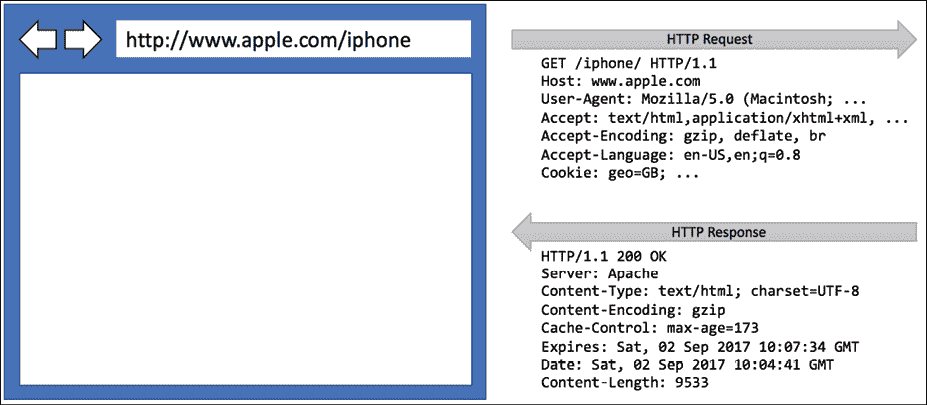 http://www.apple.com/iphone
HTTP Request
GET /iphone/ HTTP/1.1
Host: www.apple.com
User-Agent: Mozilla/5.0 (Macintosh; ...
Accept: text/html,application/xhtml+xml, ...
Accept-Encoding: gzip, deflate, br
Accept-Language: en-US,en;q=0.8
Cookie: geo=GB; ...
HTTP Response
HTTP/1.1 200 OK
Server: Apache
Content-Type: text/html; charset=UTF-8
Content-Encoding: gzip
Cache-Control: max-age=173
Expires: Sat, 02 Sep 2017 10:07:34 GMT
Date: Sat, 02 Sep 2017 10:04:41 GMT
Content-Length: 9533